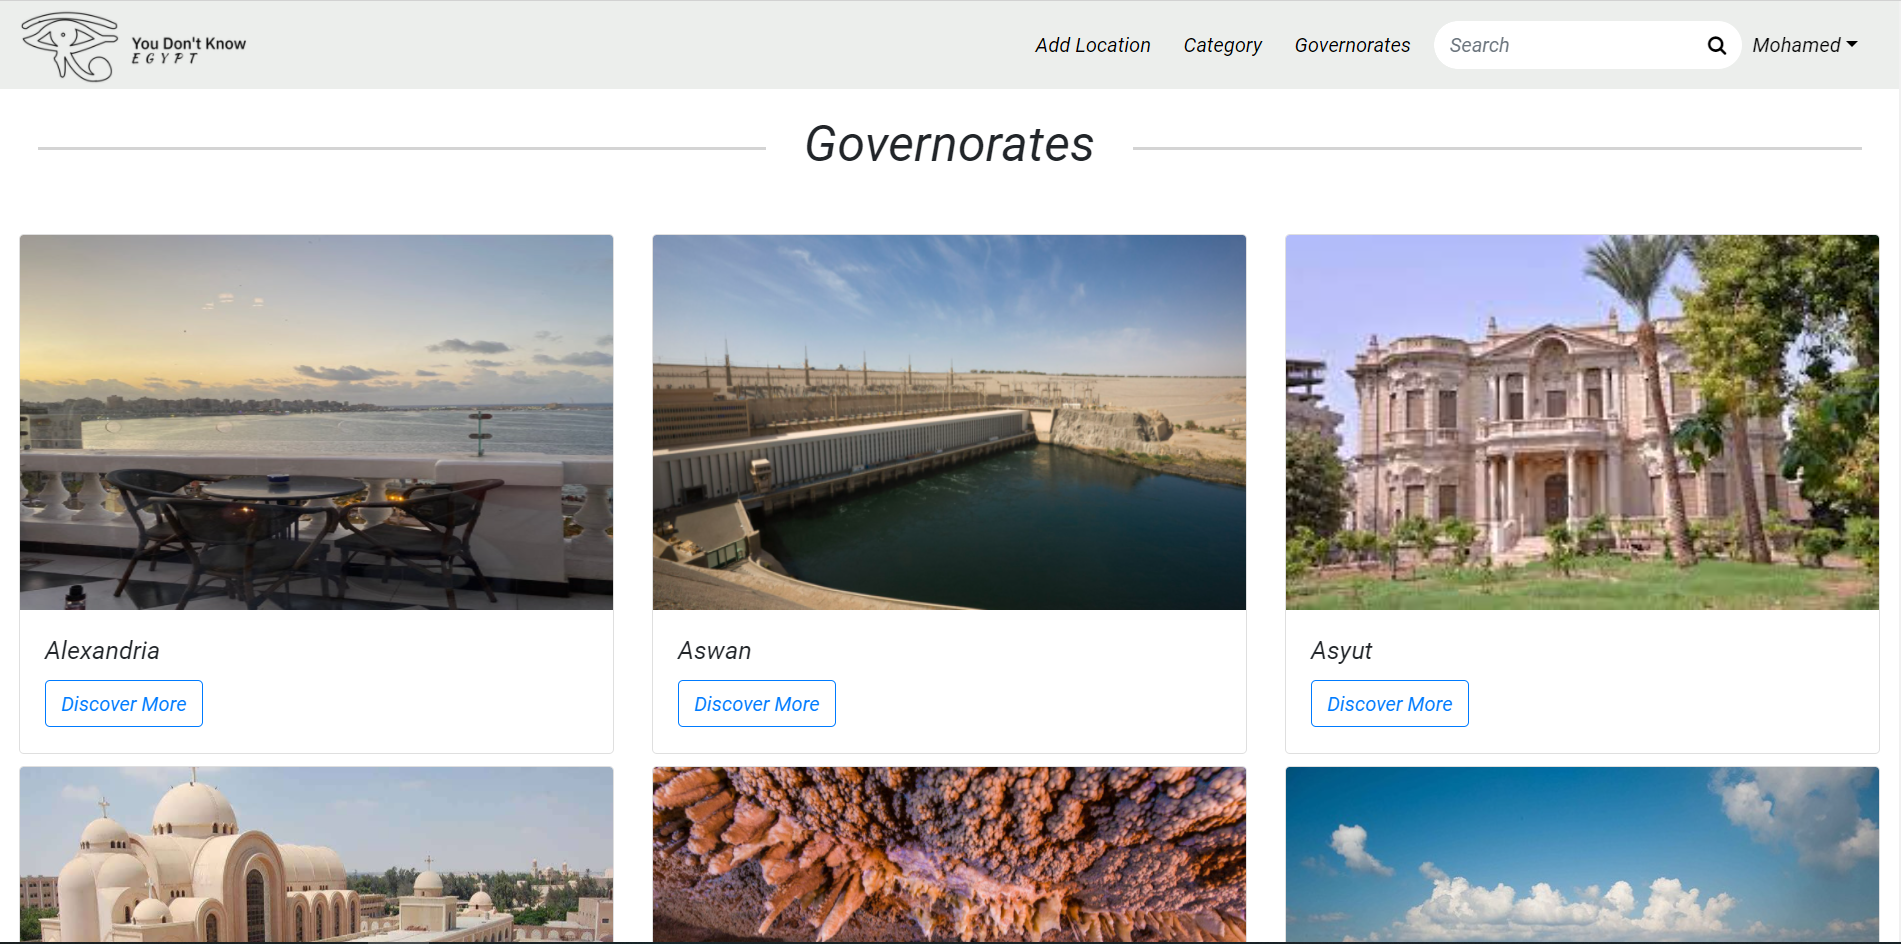 You Don't Know
EGYPT
Add Location
Category
Governorates
Search
Mohamed
Governorates
Alexandria
Discover More
Aswan
Discover More
Asyut
Discover More